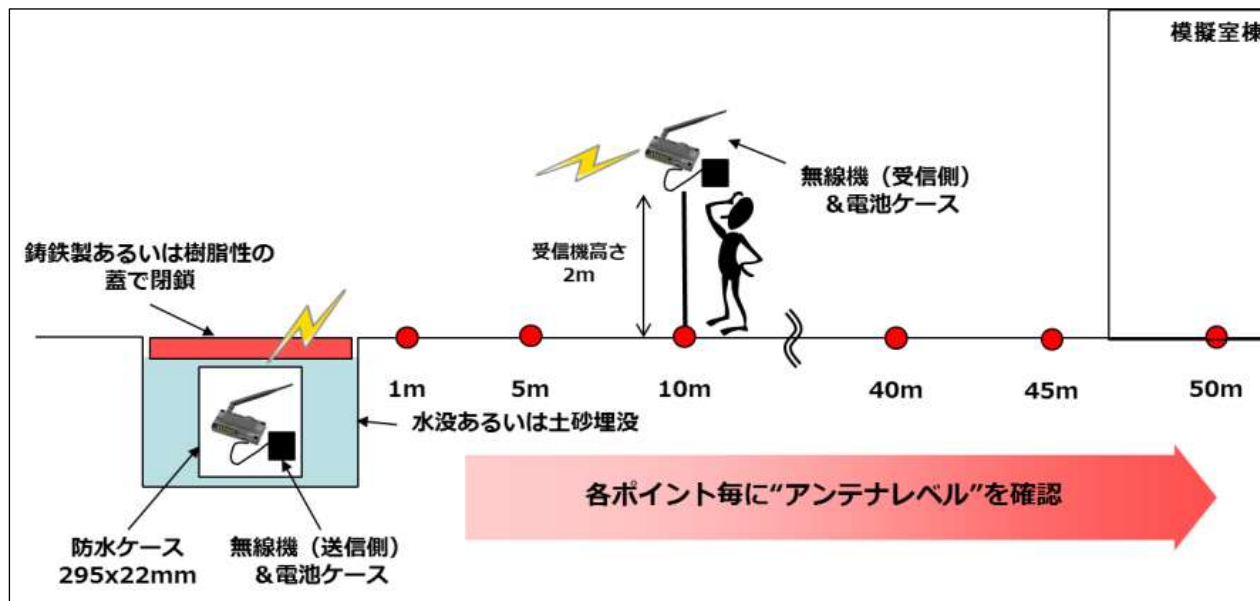 模擬室棟
無線機（受信側）
＆電池ケース
鋳鉄製あるいは樹脂性の
蓋で閉鎖
受信機高さ
2m
1m
5m
10m
40m
45m
50m
水没あるいは土砂埋没
各ポイント毎に“アンテナレベル”を確認
防水ケース
295x22mm
無線機（送信側）
＆電池ケース